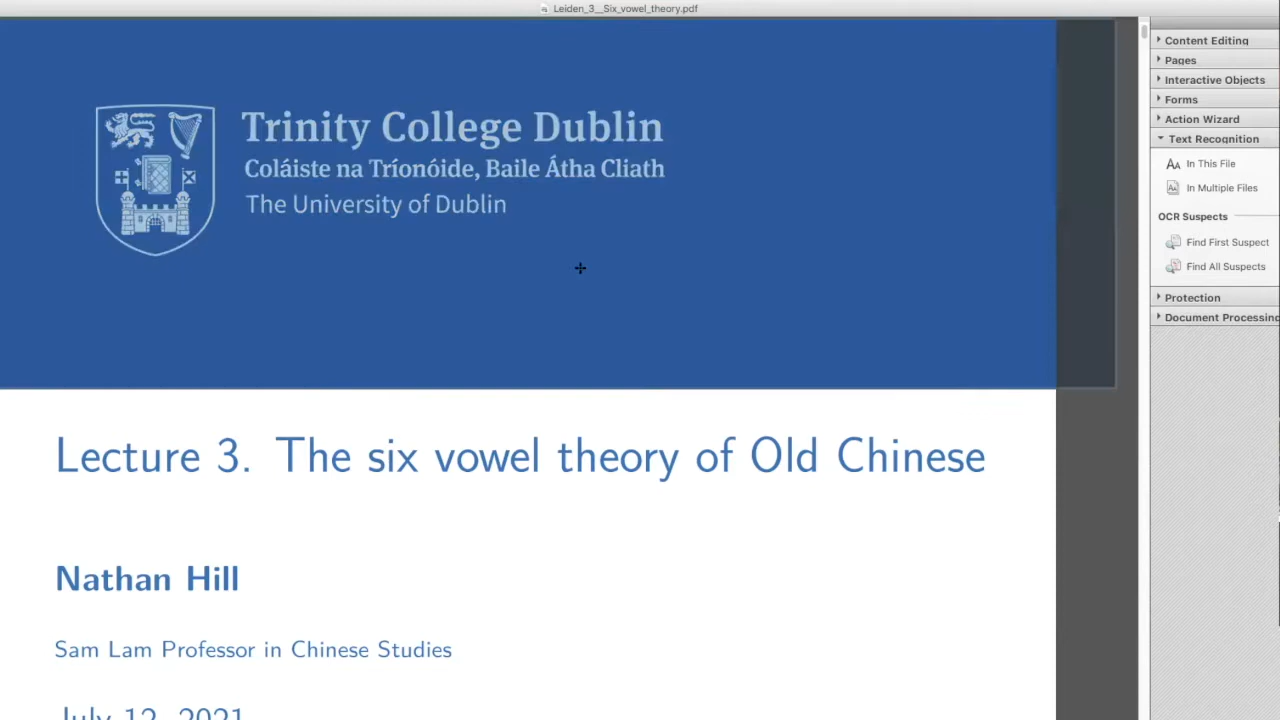 Leiden_3__Six_vowel_theory.pdf
Trinity College Dublin
Coláiste na Tríonóide, Baile Átha Cliath
The University of Dublin
Lecture 3. The six vowel theory of Old Chinese
Nathan Hill
Sam Lam Professor in Chinese Studies
July 12, 2021
Content Editing
Pages
Interactive Objects
Forms
Action Wizard
Text Recognition
In This File
In Multiple Files
OCR Suspects
Find First Suspect
Find All Suspects
Protection
Document Processing